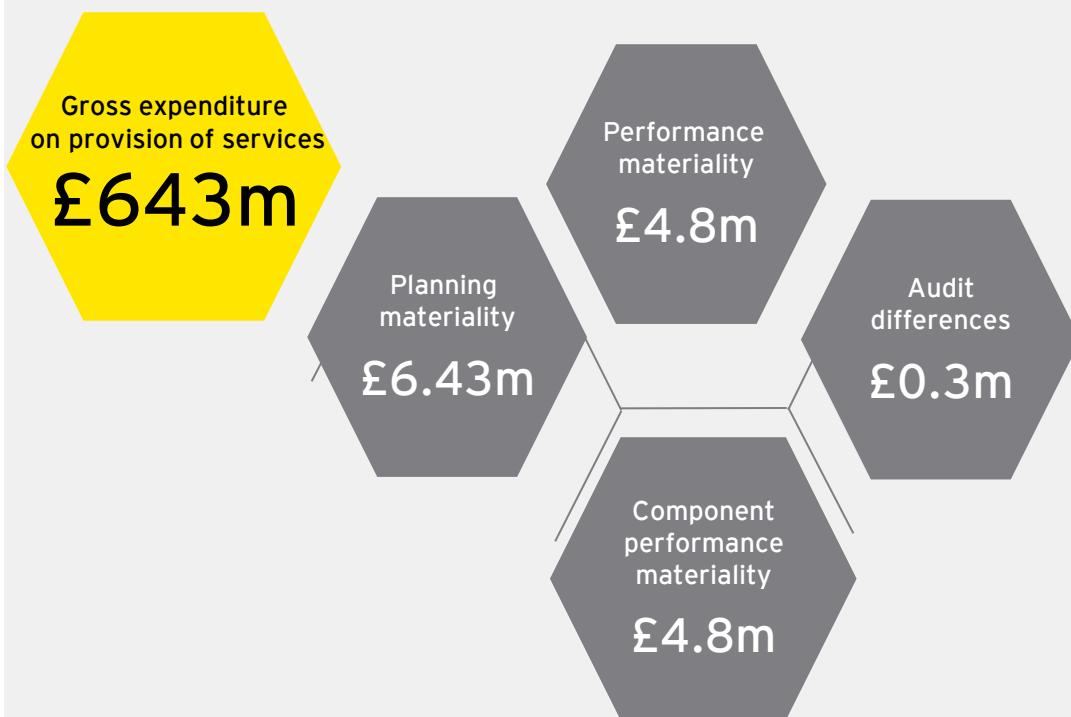 Gross expenditure
on provision of services
£643m
Planning
materiality
£6.43m
Performance
materiality
£4.8m
Audit
differences
£0.3m
Component
performance
materiality
£4.8m